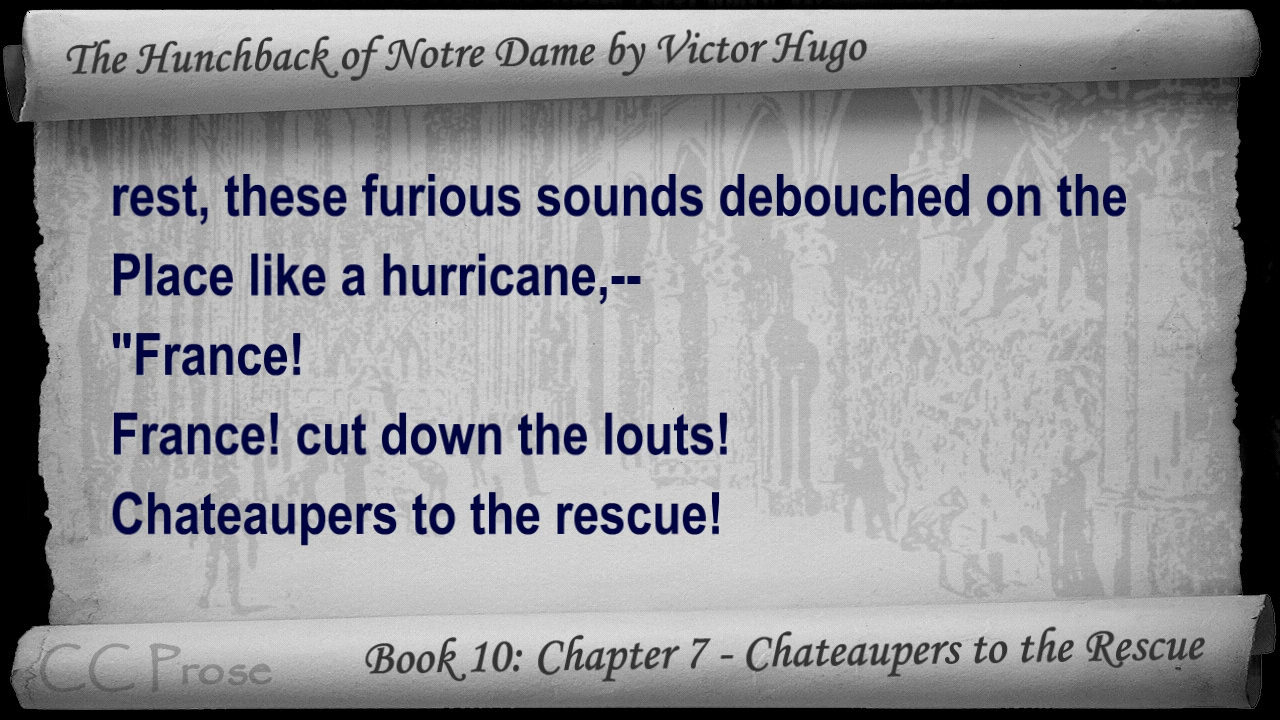 The Hunchback of Notre Dame by Victor Hugo
rest, these furious sounds debouched on the
Place like a hurricane,--
"France!
France! cut down the louts!
Chateaupers to the rescue!
CC Prose
Book 10: Chapter 7 - Chateaupers to the Rescue